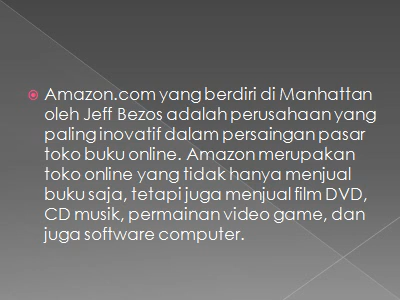 Amazon.com yang berdiri di Manhattan
oleh Jeff Bezos adalah perusahaan yang
paling inovatif dalam persaingan pasar
toko buku online. Amazon merupakan
toko online yang tidak hanya menjual
buku saja, tetapi juga menjual film DVD,
CD musik, permainan video game, dan
juga software computer.